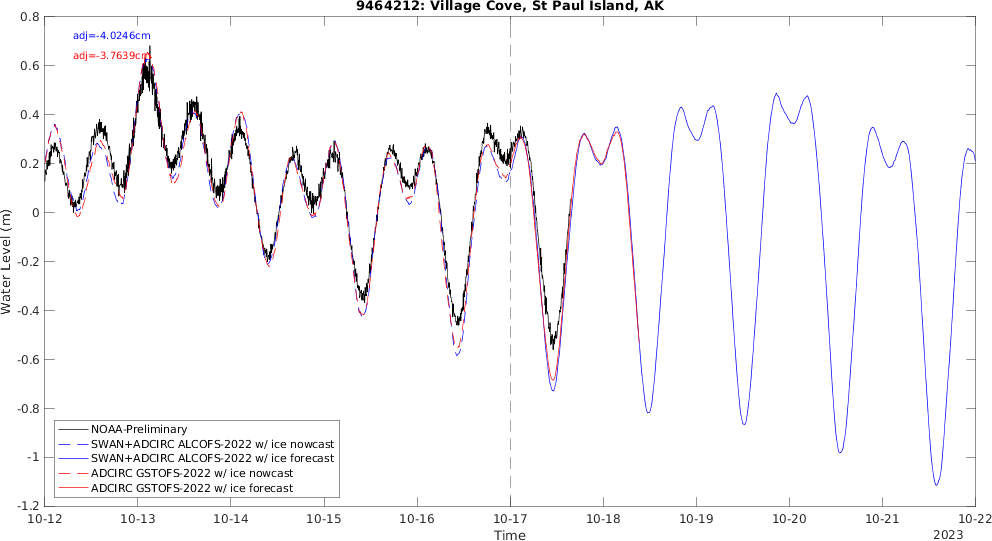 9464212: Village Cove, St Paul Island, AK
adj=-4.0246cm
adj=-3.7639cm
0.8
0.6
0.4
0.2
0
-0.2
-0.4
-0.6
-0.8
-1
-1.2
Water Level (m)
NOAA-Preliminary
SWAN+ADCIRC ALCOFS-2022 w/ ice nowcast
SWAN+ADCIRC ALCOFS-2022 w/ ice forecast
ADCIRC GSTOFS-2022 w/ ice nowcast
ADCIRC GSTOFS-2022 w/ ice forecast
10-12 10-13 10-14 10-15 10-16 10-17 10-18 10-19 10-20 10-21 10-22
Time
2023